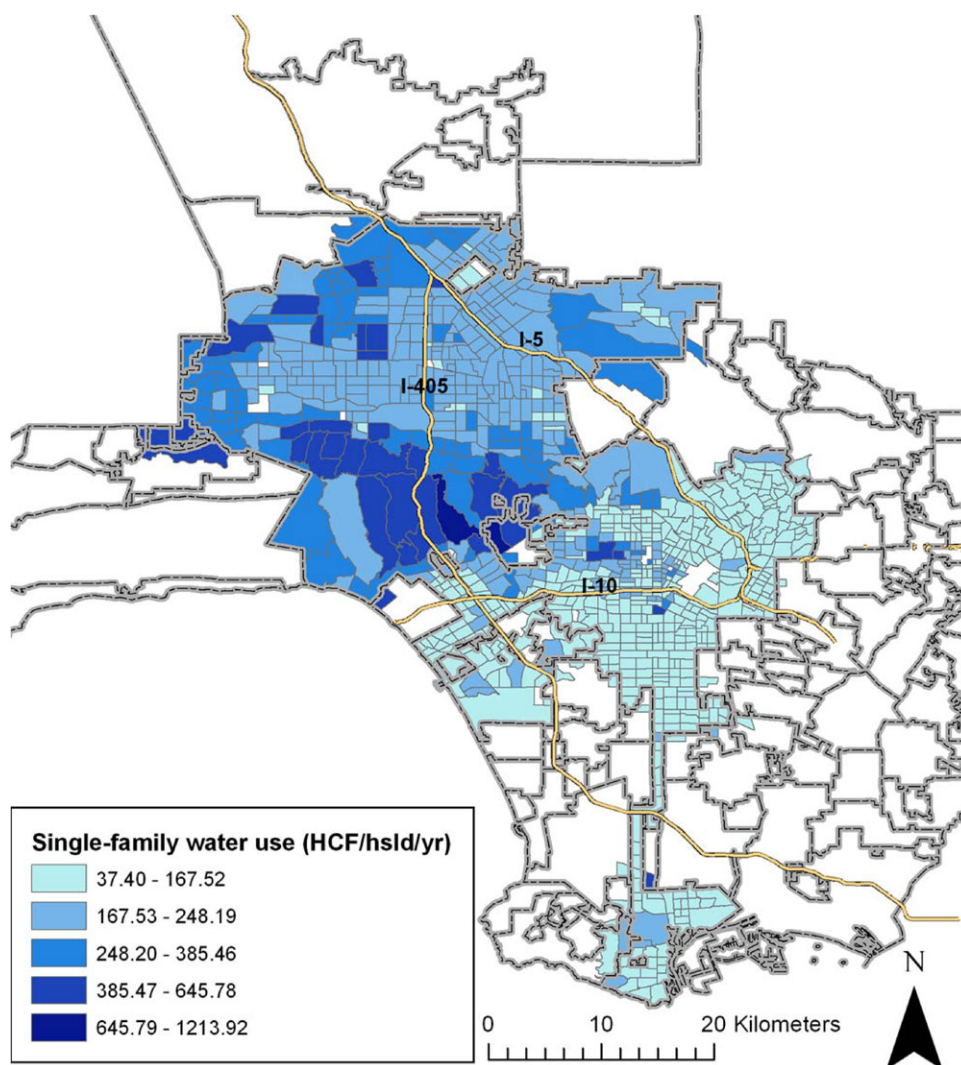 I-5
I-405
I-10
Single-family water use (HCF/hsld/yr)
37.40 - 167.52
167.53 - 248.19
248.20 - 385.46
385.47 - 645.78
645.79 - 1213.92
N
0 10 20 Kilometers